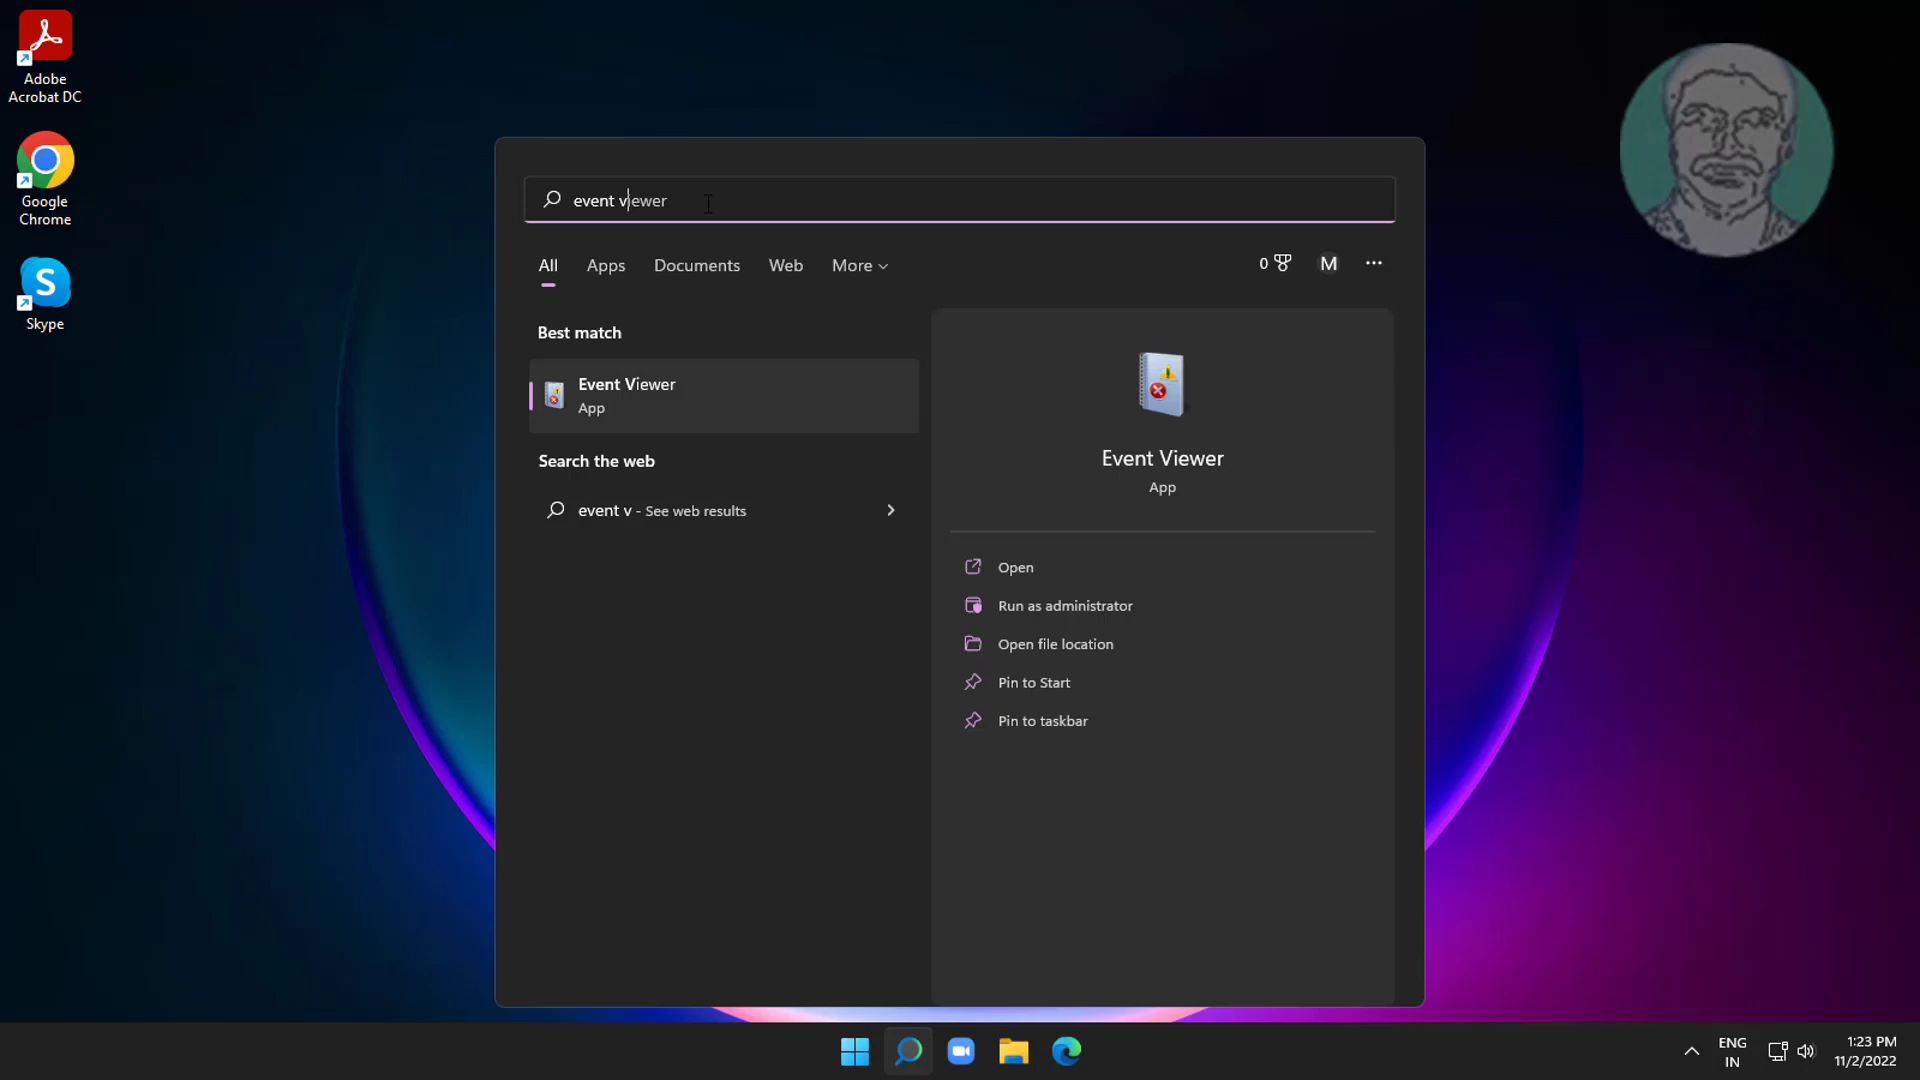 Adobe
Acrobat DC
Google
Chrome
S
Skype
event viewer
All Apps Documents Web More
0 M
Best match
Event Viewer
App
Search the web
event v - See web results
Event Viewer
App
Open
Run as administrator
Open file location
Pin to Start
Pin to taskbar
ENG
IN
1:23 PM
11/2/2022